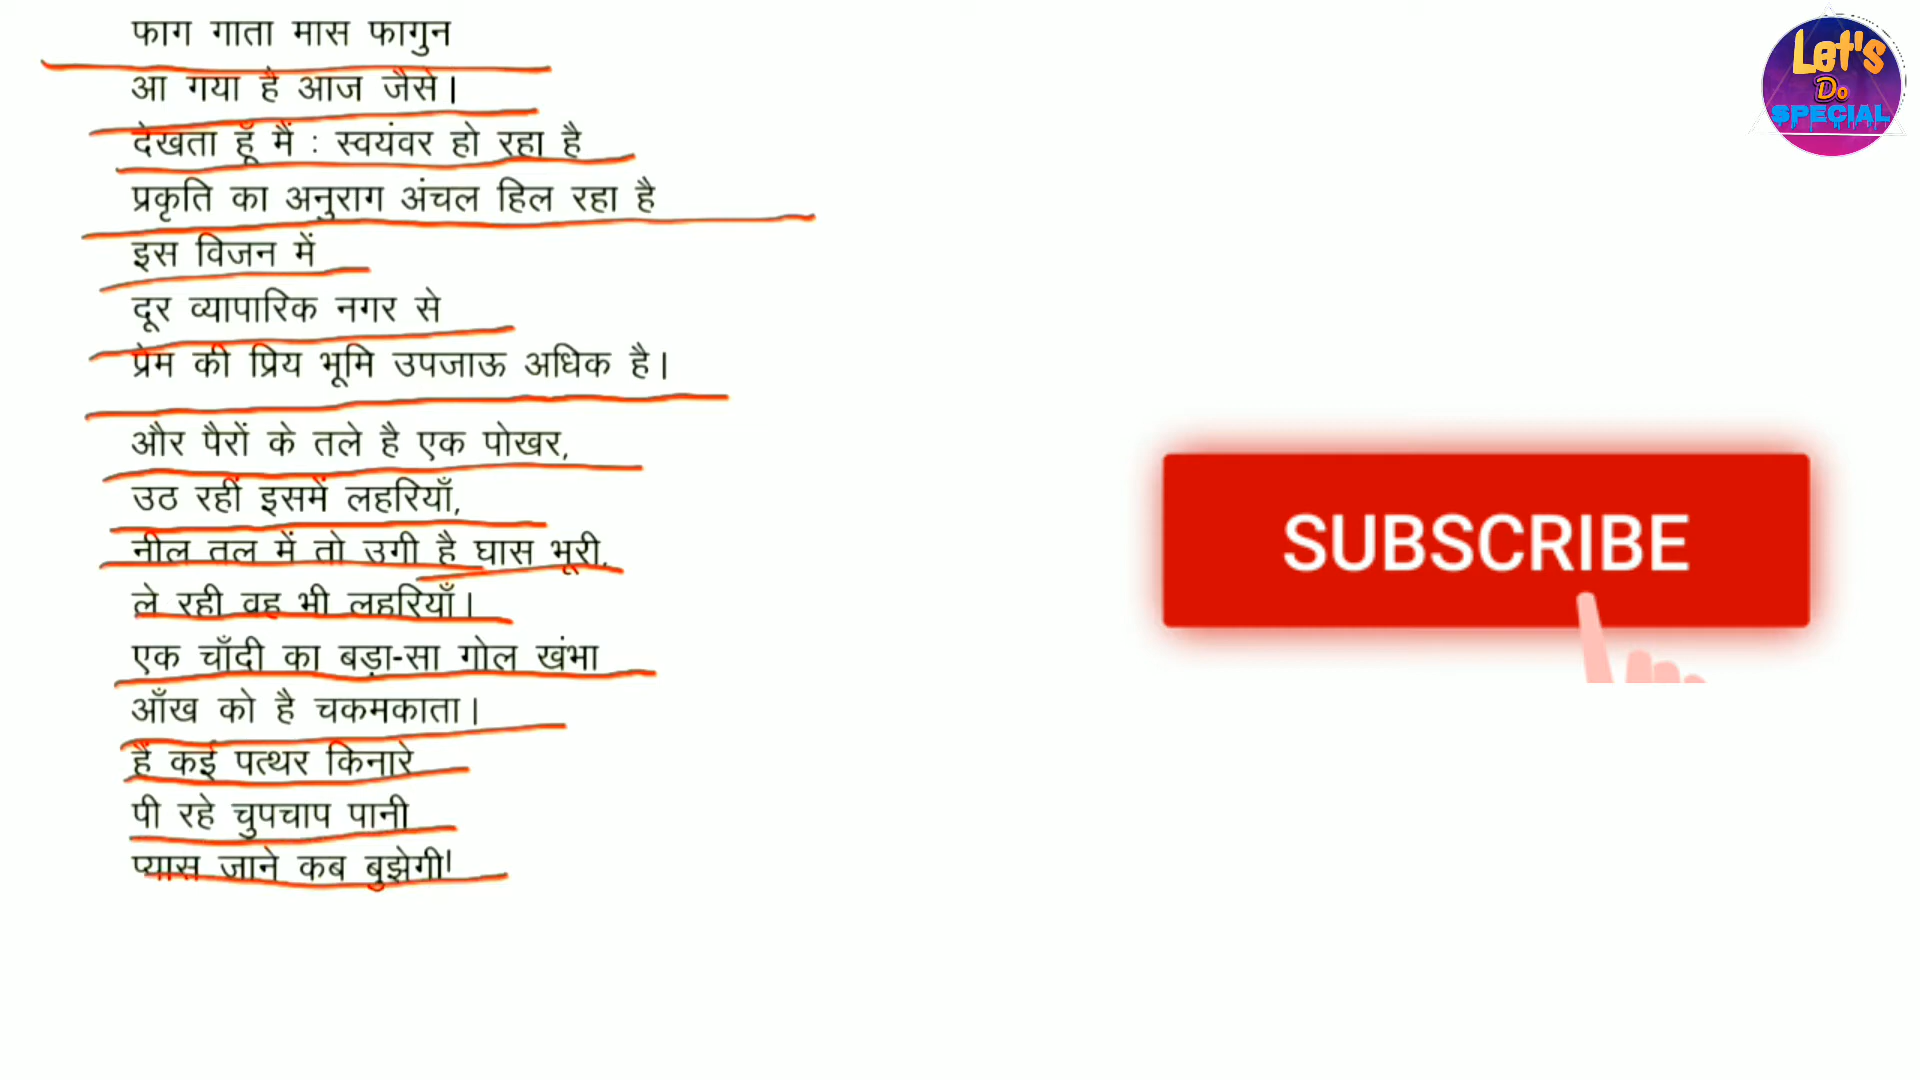 फाग गाता मास फागुन
आ गया है आज जैसे।
देखता हूँ मैं : स्वयंवर हो रहा है
प्रकृति का अनुराग अंचल हिल रहा है
इस विजन में
दूर व्यापारिक नगर से
प्रेम की प्रिय भूमि उपजाऊ अधिक है।
और पैरों के तले है एक पोखर,
उठ रहीं इसमें लहरियाँ,
नील तल में तो उगी है घास भूरी,
ले रही वह भी लहरियाँ।
एक चाँदी का बड़ा-सा गोल खंभा
आँख को है चकमकाता।
हैं कई पत्थर किनारे
पी रहे चुपचाप पानी
प्यास जाने कब बुझेगी!
Let's
Do
SPECIAL
SUBSCRIBE